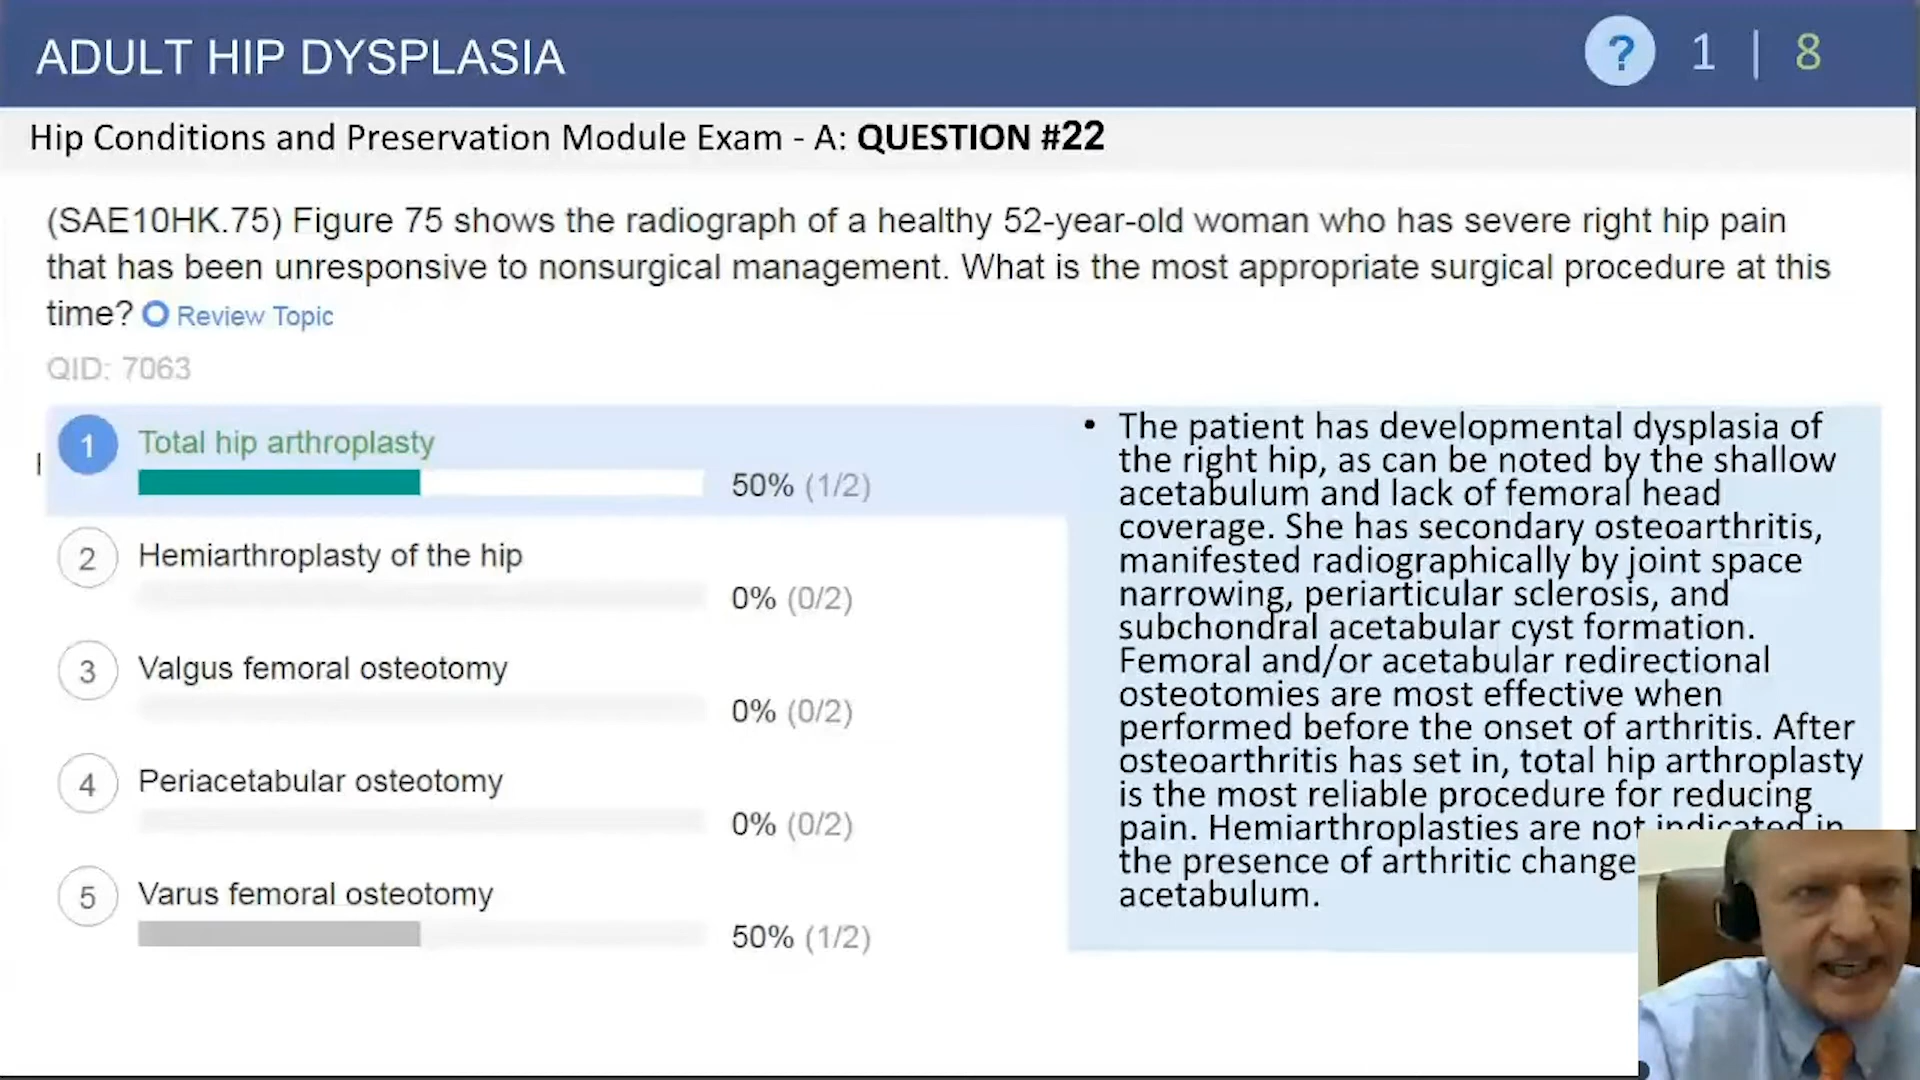 ADULT HIP DYSPLASIA
? 1 | 8
Hip Conditions and Preservation Module Exam - A: QUESTION #22
(SAE10HK.75) Figure 75 shows the radiograph of a healthy 52-year-old woman who has severe right hip pain
that has been unresponsive to nonsurgical management. What is the most appropriate surgical procedure at this
time? Review Topic
QID: 7063
1 Total hip arthroplasty
50% (1/2)
2 Hemiarthroplasty of the hip
0% (0/2)
3 Valgus femoral osteotomy
0% (0/2)
4 Periacetabular osteotomy
0% (0/2)
5 Varus femoral osteotomy
50% (1/2)
• The patient has developmental dysplasia of
the right hip, as can be noted by the shallow
acetabulum and lack of femoral head
coverage. She has secondary osteoarthritis,
manifested radiographically by joint space
narrowing, periarticular sclerosis, and
subchondral acetabular cyst formation.
Femoral and/or acetabular redirectional
osteotomies are most effective when
performed before the onset of arthritis. After
osteoarthritis has set in, total hip arthroplasty
is the most reliable procedure for reducing
pain. Hemiarthroplasties are not indicated in
the presence of arthritic change
acetabulum.